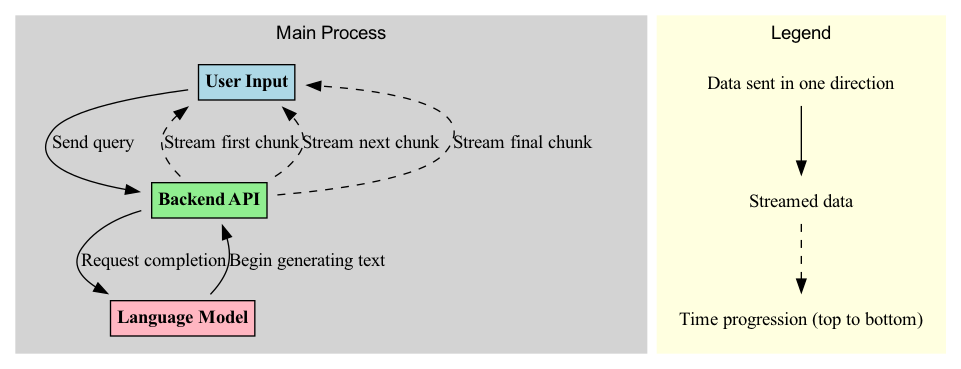 Main Process
User Input
Send query
Stream first chunk
Stream next chunk
Stream final chunk
Backend API
Request completion
Begin generating text
Language Model
Legend
Data sent in one direction
Streamed data
Time progression (top to bottom)